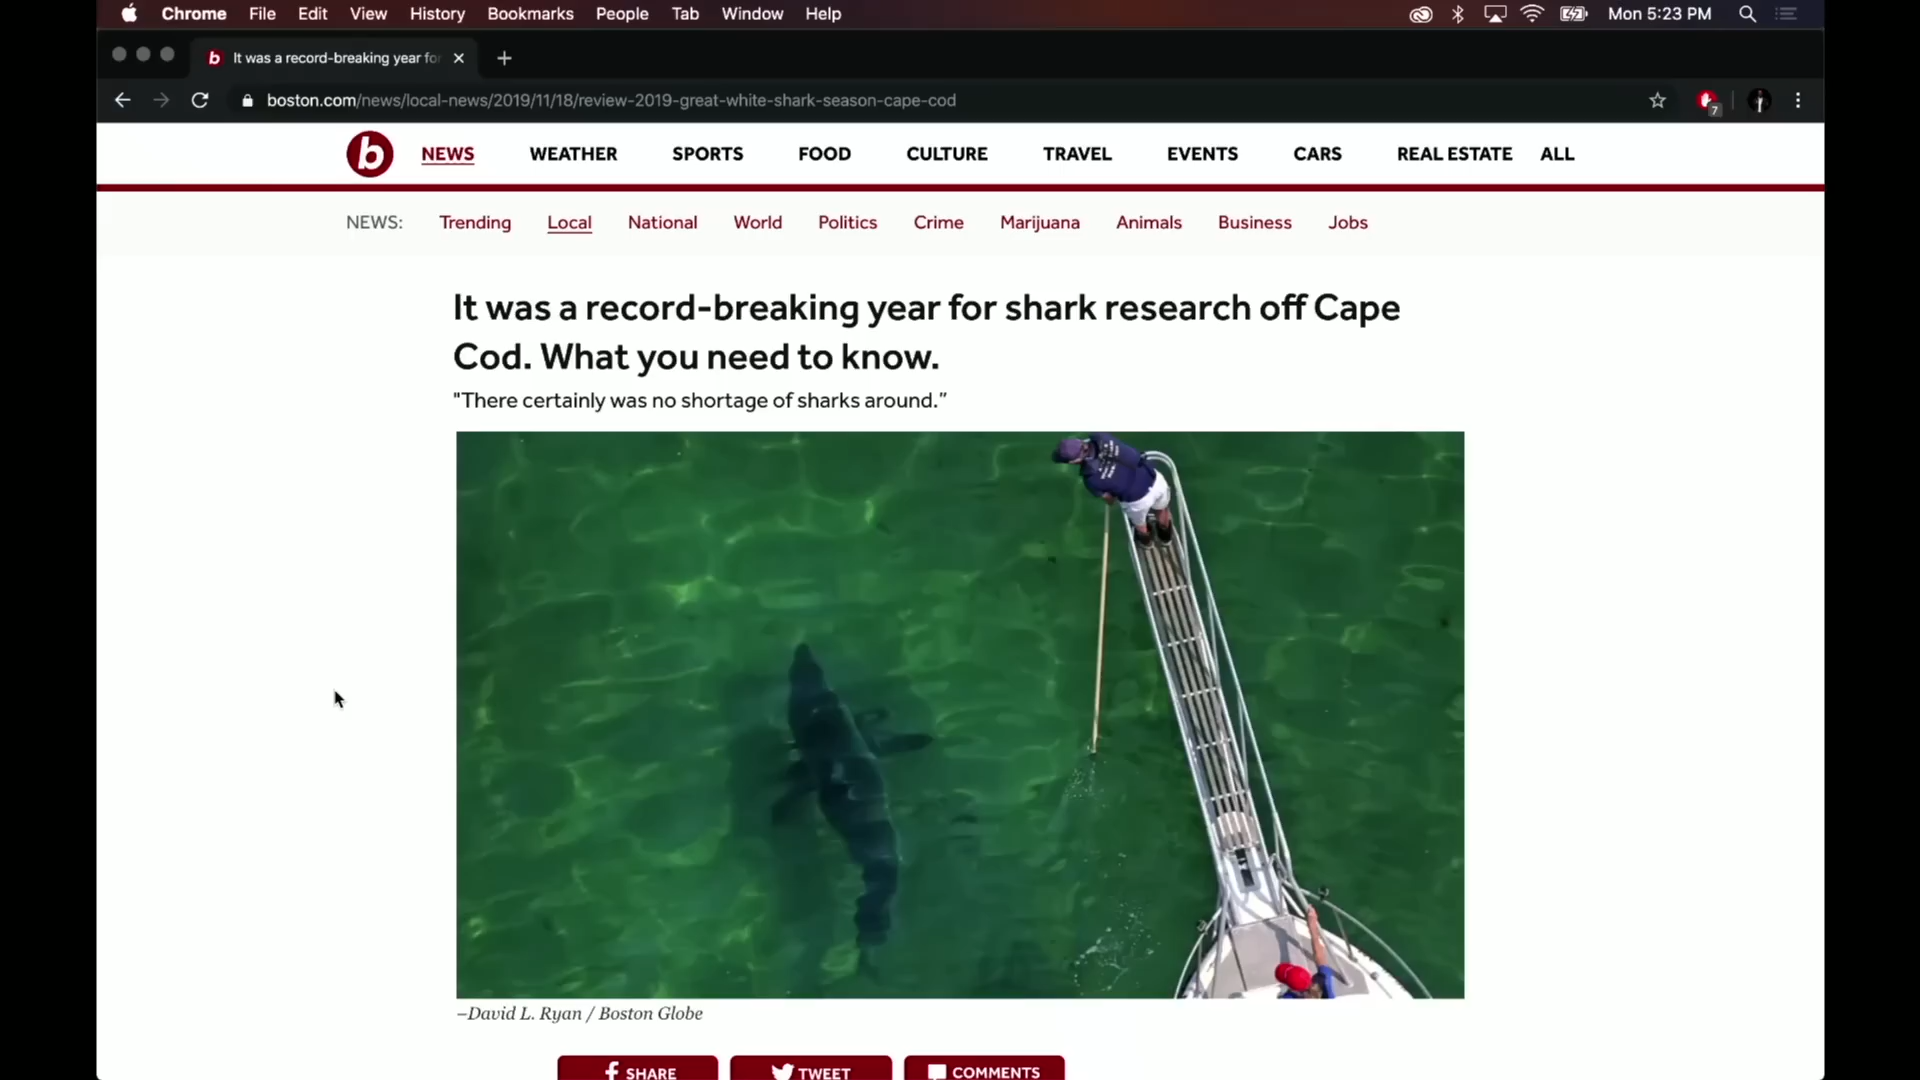 Chrome File Edit View History Bookmarks People Tab Window Help Mon 5:23 PM
b It was a record-breaking year fo
boston.com/news/local-news/2019/11/18/review-2019-great-white-shark-season-cape-cod 7
b NEWS WEATHER SPORTS FOOD CULTURE TRAVEL EVENTS CARS REAL ESTATE ALL
NEWS: Trending Local National World Politics Crime Marijuana Animals Business Jobs
It was a record-breaking year for shark research off Cape
Cod. What you need to know.
"There certainly was no shortage of sharks around.”
–David L. Ryan / Boston Globe
SHARE TWEET COMMENTS